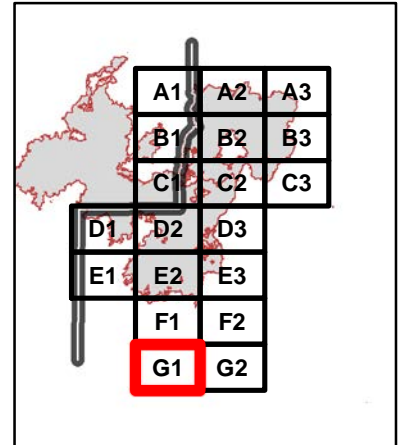 A1 A2 A3
B1 B2 B3
C1 C2 C3
D1 D2 D3
E1 E2 E3
F1 F2
G1 G2